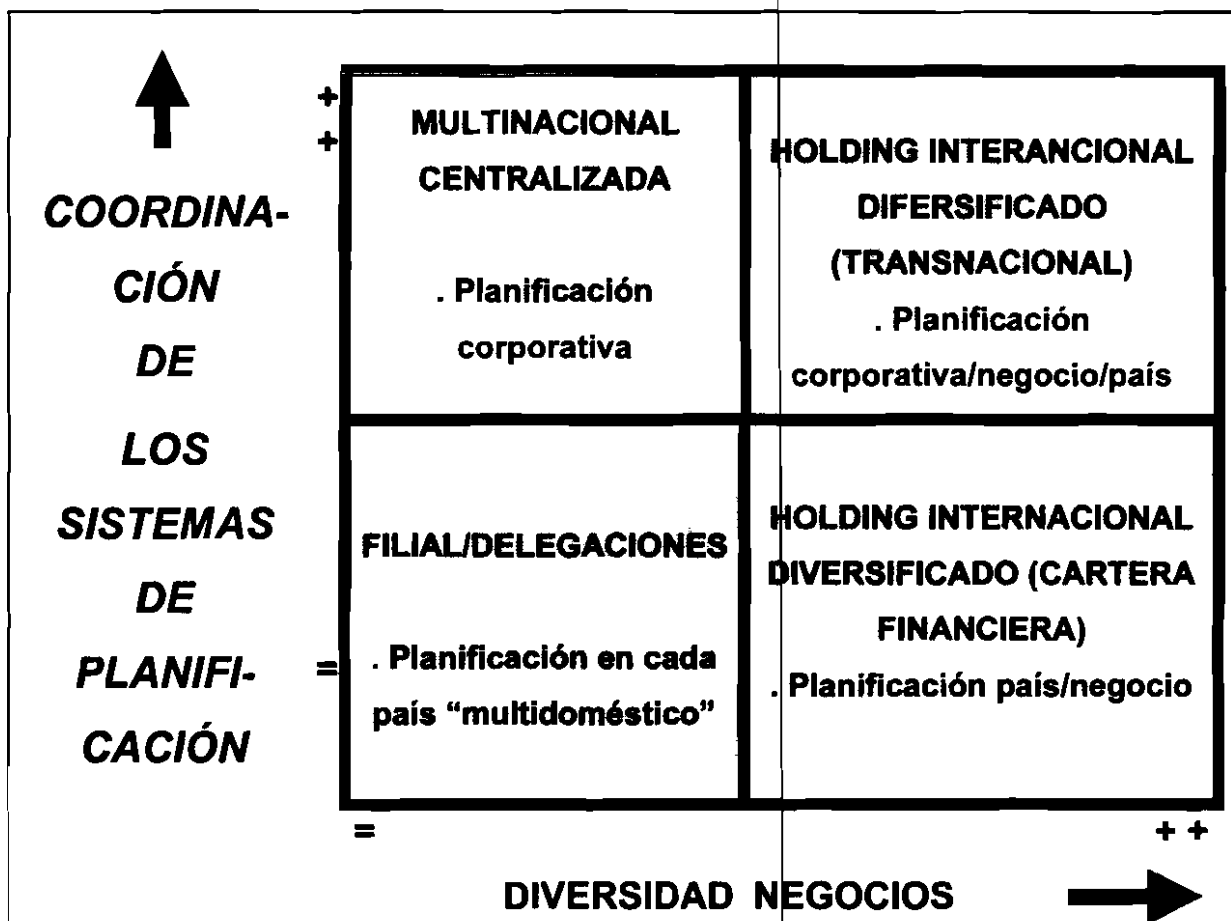 COORDINA-
CIÓN
DE
LOS
SISTEMAS
DE
PLANIFI-
CACIÓN
+
+
=
MULTINACIONAL
CENTRALIZADA
. Planificación
corporativa
HOLDING INTERANCIONAL
DIFERSIFICADO
(TRANSNACIONAL)
. Planificación
corporativa/negocio/país
FILIAL/DELEGACIONES
. Planificación en cada
país “multidoméstico”
HOLDING INTERNACIONAL
DIVERSIFICADO (CARTERA
FINANCIERA)
. Planificación país/negocio
= + +
DIVERSIDAD NEGOCIOS